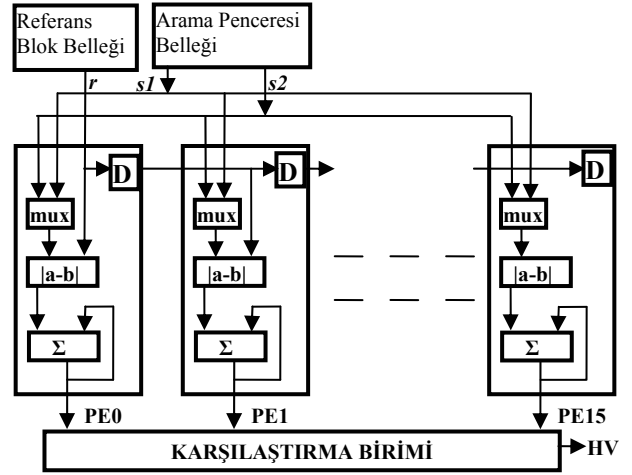 Referans
Blok Belleği
Arama Penceresi
Belleği
r
s1
s2
D
D
D
mux
mux
mux
|a-b|
|a-b|
|a-b|
Σ
Σ
Σ
PE0
PE1
PE15
KARŞILAŞTIRMA BİRİMİ
HV